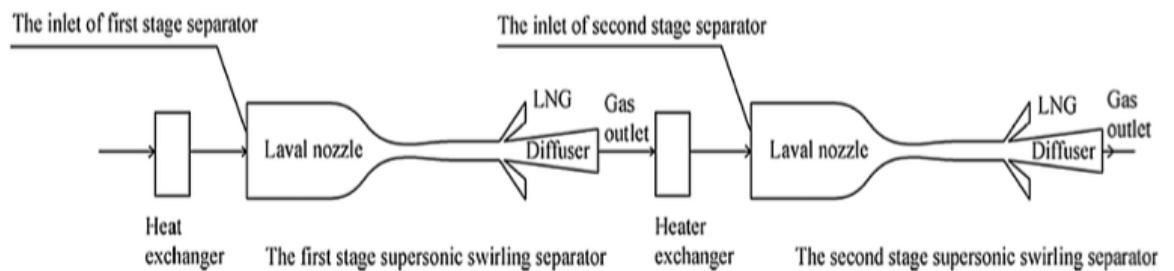 The inlet of first stage separator
The inlet of second stage separator
LNG
Gas
outlet
LNG
Gas
outlet
Laval nozzle
Diffuser
Laval nozzle
Diffuser
Heat
exchanger
The first stage supersonic swirling separator
Heater
exchanger
The second stage supersonic swirling separator